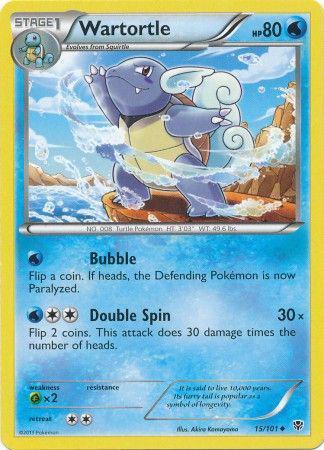 STAGE1
Wartortle
HP80
Evolves from Squirtle
NO. 008 Turtle Pokémon HT: 3'03" WT: 49.6 lbs.
Bubble
Flip a coin. If heads, the Defending Pokémon is now
Paralyzed.
Double Spin 30×
Flip 2 coins. This attack does 30 damage times the
number of heads.
weakness resistance
×2
It is said to live 10,000 years.
Its furry tail is popular as a
symbol of longevity.
retreat
©2013 Pokémon
Illus. Akira Komayama
15/101